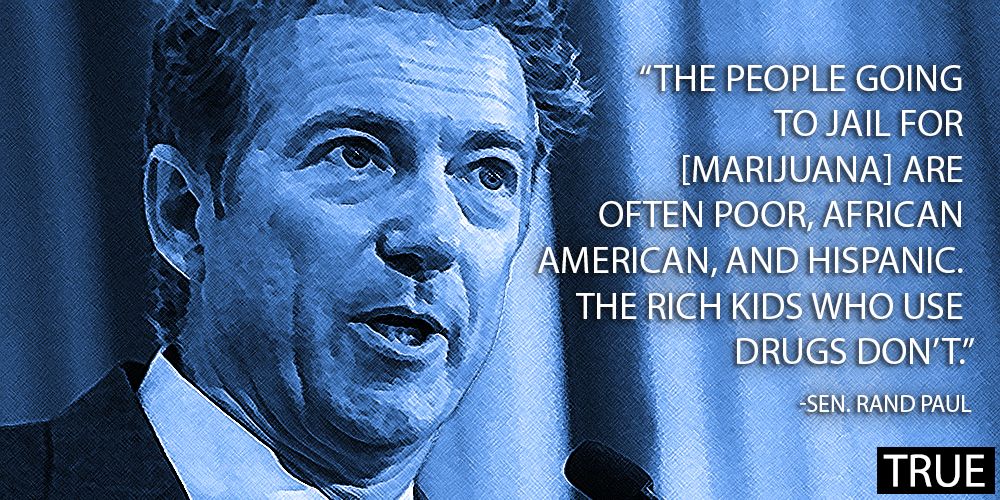 “THE PEOPLE GOING
TO JAIL FOR
[MARIJUANA] ARE
OFTEN POOR, AFRICAN
AMERICAN, AND HISPANIC.
THE RICH KIDS WHO USE
DRUGS DON’T.”
-SEN. RAND PAUL
TRUE